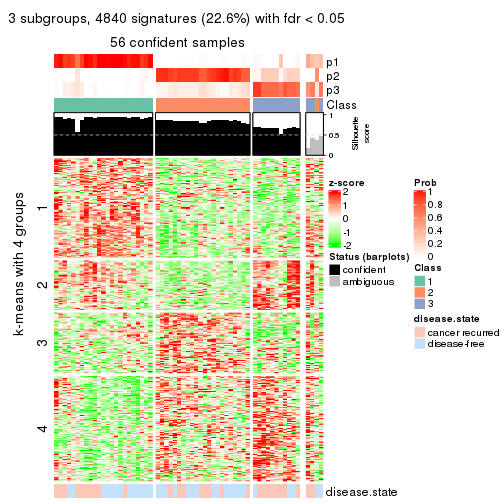 3 subgroups, 4840 signatures (22.6%) with fdr < 0.05
56 confident samples
p1
p2
p3
Class
1
0.5
0
Silhouette
score
k-means with 4 groups
1
2
3
4
z-score
2
1
0
-1
-2
Status (barplots)
confident
ambiguous
Prob
1
0.8
0.6
0.4
0.2
0
Class
1
2
3
disease.state
cancer recurred
disease-free
disease.state